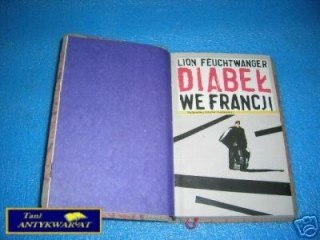 LION FEUCHTWANGER
DIABEŁ
WE FRANCJI
Tani
ANTYKWARIAT